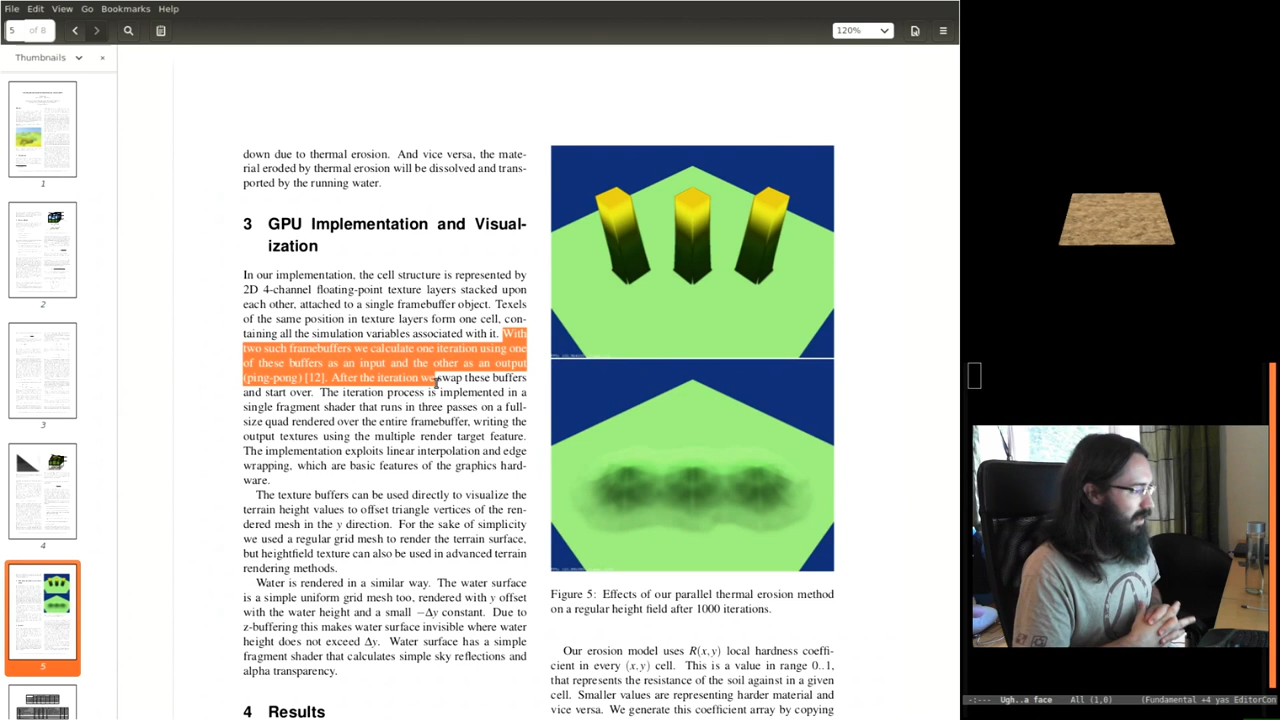 File Edit View Go Bookmarks Help
5 of 8
120%
Thumbnails
1
2
3
4
5
down due to thermal erosion. And vice versa, the mate-
rial eroded by thermal erosion will be dissolved and trans-
ported by the running water.
3 GPU Implementation and Visual-
ization
In our implementation, the cell structure is represented by
2D 4-channel floating-point texture layers stacked upon
each other, attached to a single framebuffer object. Texels
of the same position in texture layers form one cell, con-
taining all the simulation variables associated with it. With
two such framebuffers we calculate one iteration using one
of these buffers as an input and the other as an output
(ping-pong) [12]. After the iteration we swap these buffers
and start over. The iteration process is implemented in a
single fragment shader that runs in three passes on a full-
size quad rendered over the entire framebuffer, writing the
output textures using the multiple render target feature.
The implementation exploits linear interpolation and edge
wrapping, which are basic features of the graphics hard-
ware.
The texture buffers can be used directly to visualize the
terrain height values to offset triangle vertices of the ren-
dered mesh in the y direction. For the sake of simplicity
we used a regular grid mesh to render the terrain surface,
but heightfield texture can also be used in advanced terrain
rendering methods.
Water is rendered in a similar way. The water surface
is a simple uniform grid mesh too, rendered with y offset
with the water height and a small −Δy constant. Due to
z-buffering this makes water surface invisible where water
height does not exceed Δy. Water surface has a simple
fragment shader that calculates simple sky reflections and
alpha transparency.
4 Results
Figure 5: Effects of our parallel thermal erosion method
on a regular height field after 1000 iterations.
Our erosion model uses R(x,y) local hardness coeffi-
cient in every (x,y) cell. This is a value in range 0..1,
that represents the resistance of the soil against in a given
cell. Smaller values are representing harder material and
vice versa. We generate this coefficient array by copying
-:--- Ugh..a face All (1,0) (Fundamental +4 yas EditorCon